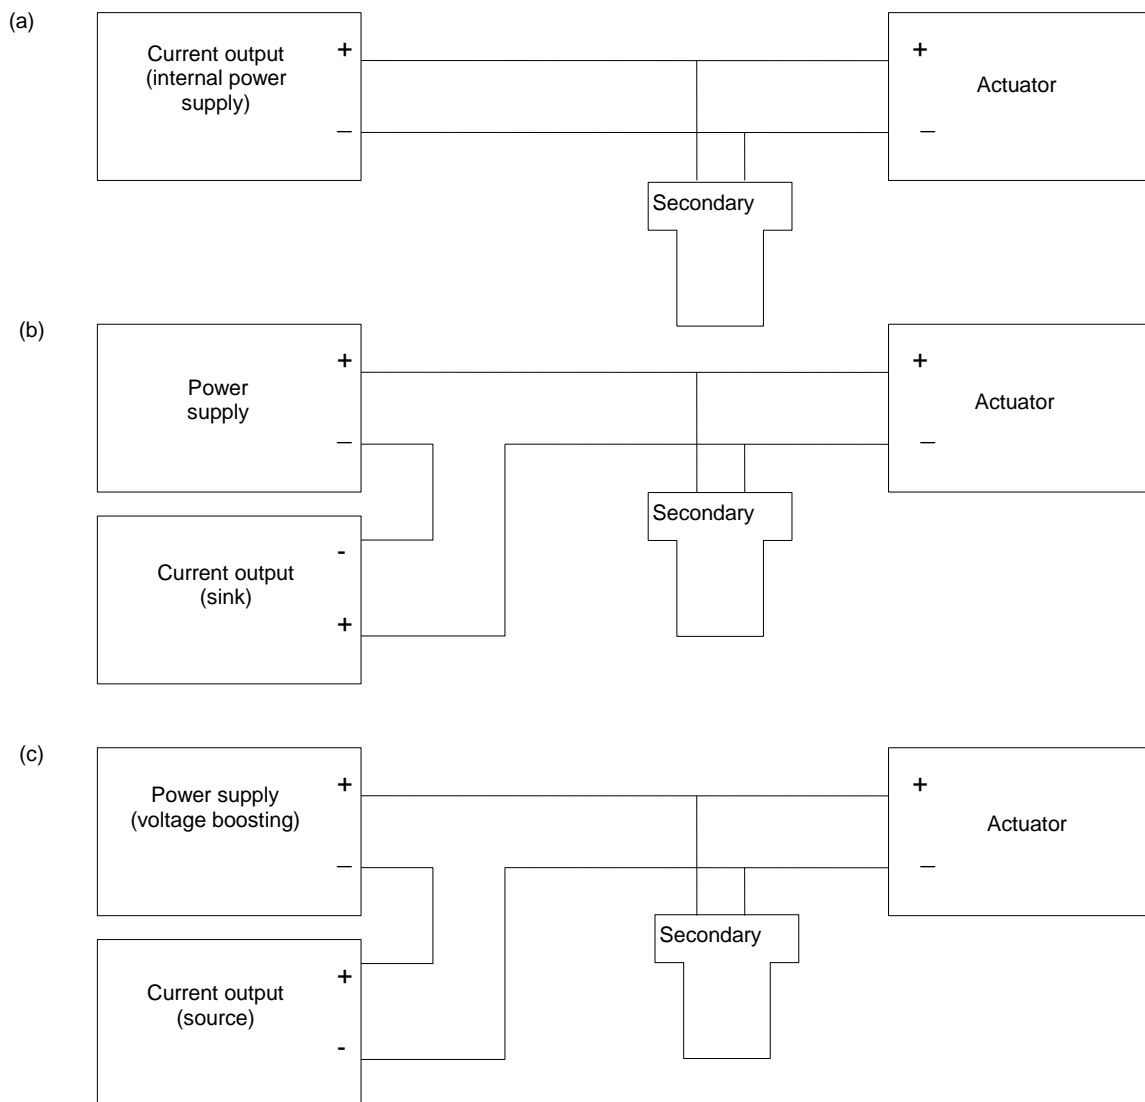 (a)
Current output
(internal power
supply)
+
–
+
Actuator
–
Secondary
(b)
Power
supply
+
–
+
Actuator
–
Secondary
Current output
(sink)
-
+
(c)
Power supply
(voltage boosting)
+
–
+
Actuator
–
Secondary
Current output
(source)
+
-